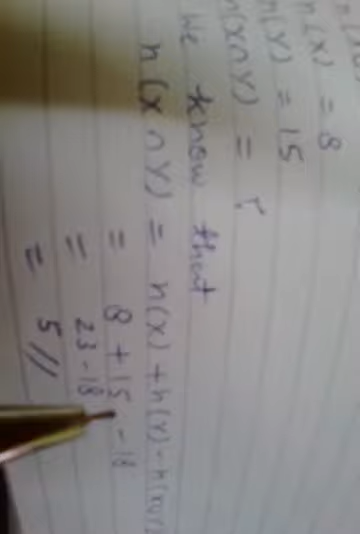 n(X) = 8
n(Y) = 15
n(X∩Y) = ?
We know that
n(X∩Y) = n(X) + n(Y) - n(X∪Y)
= 8 + 15 - 18
= 23 - 18
= 5 //